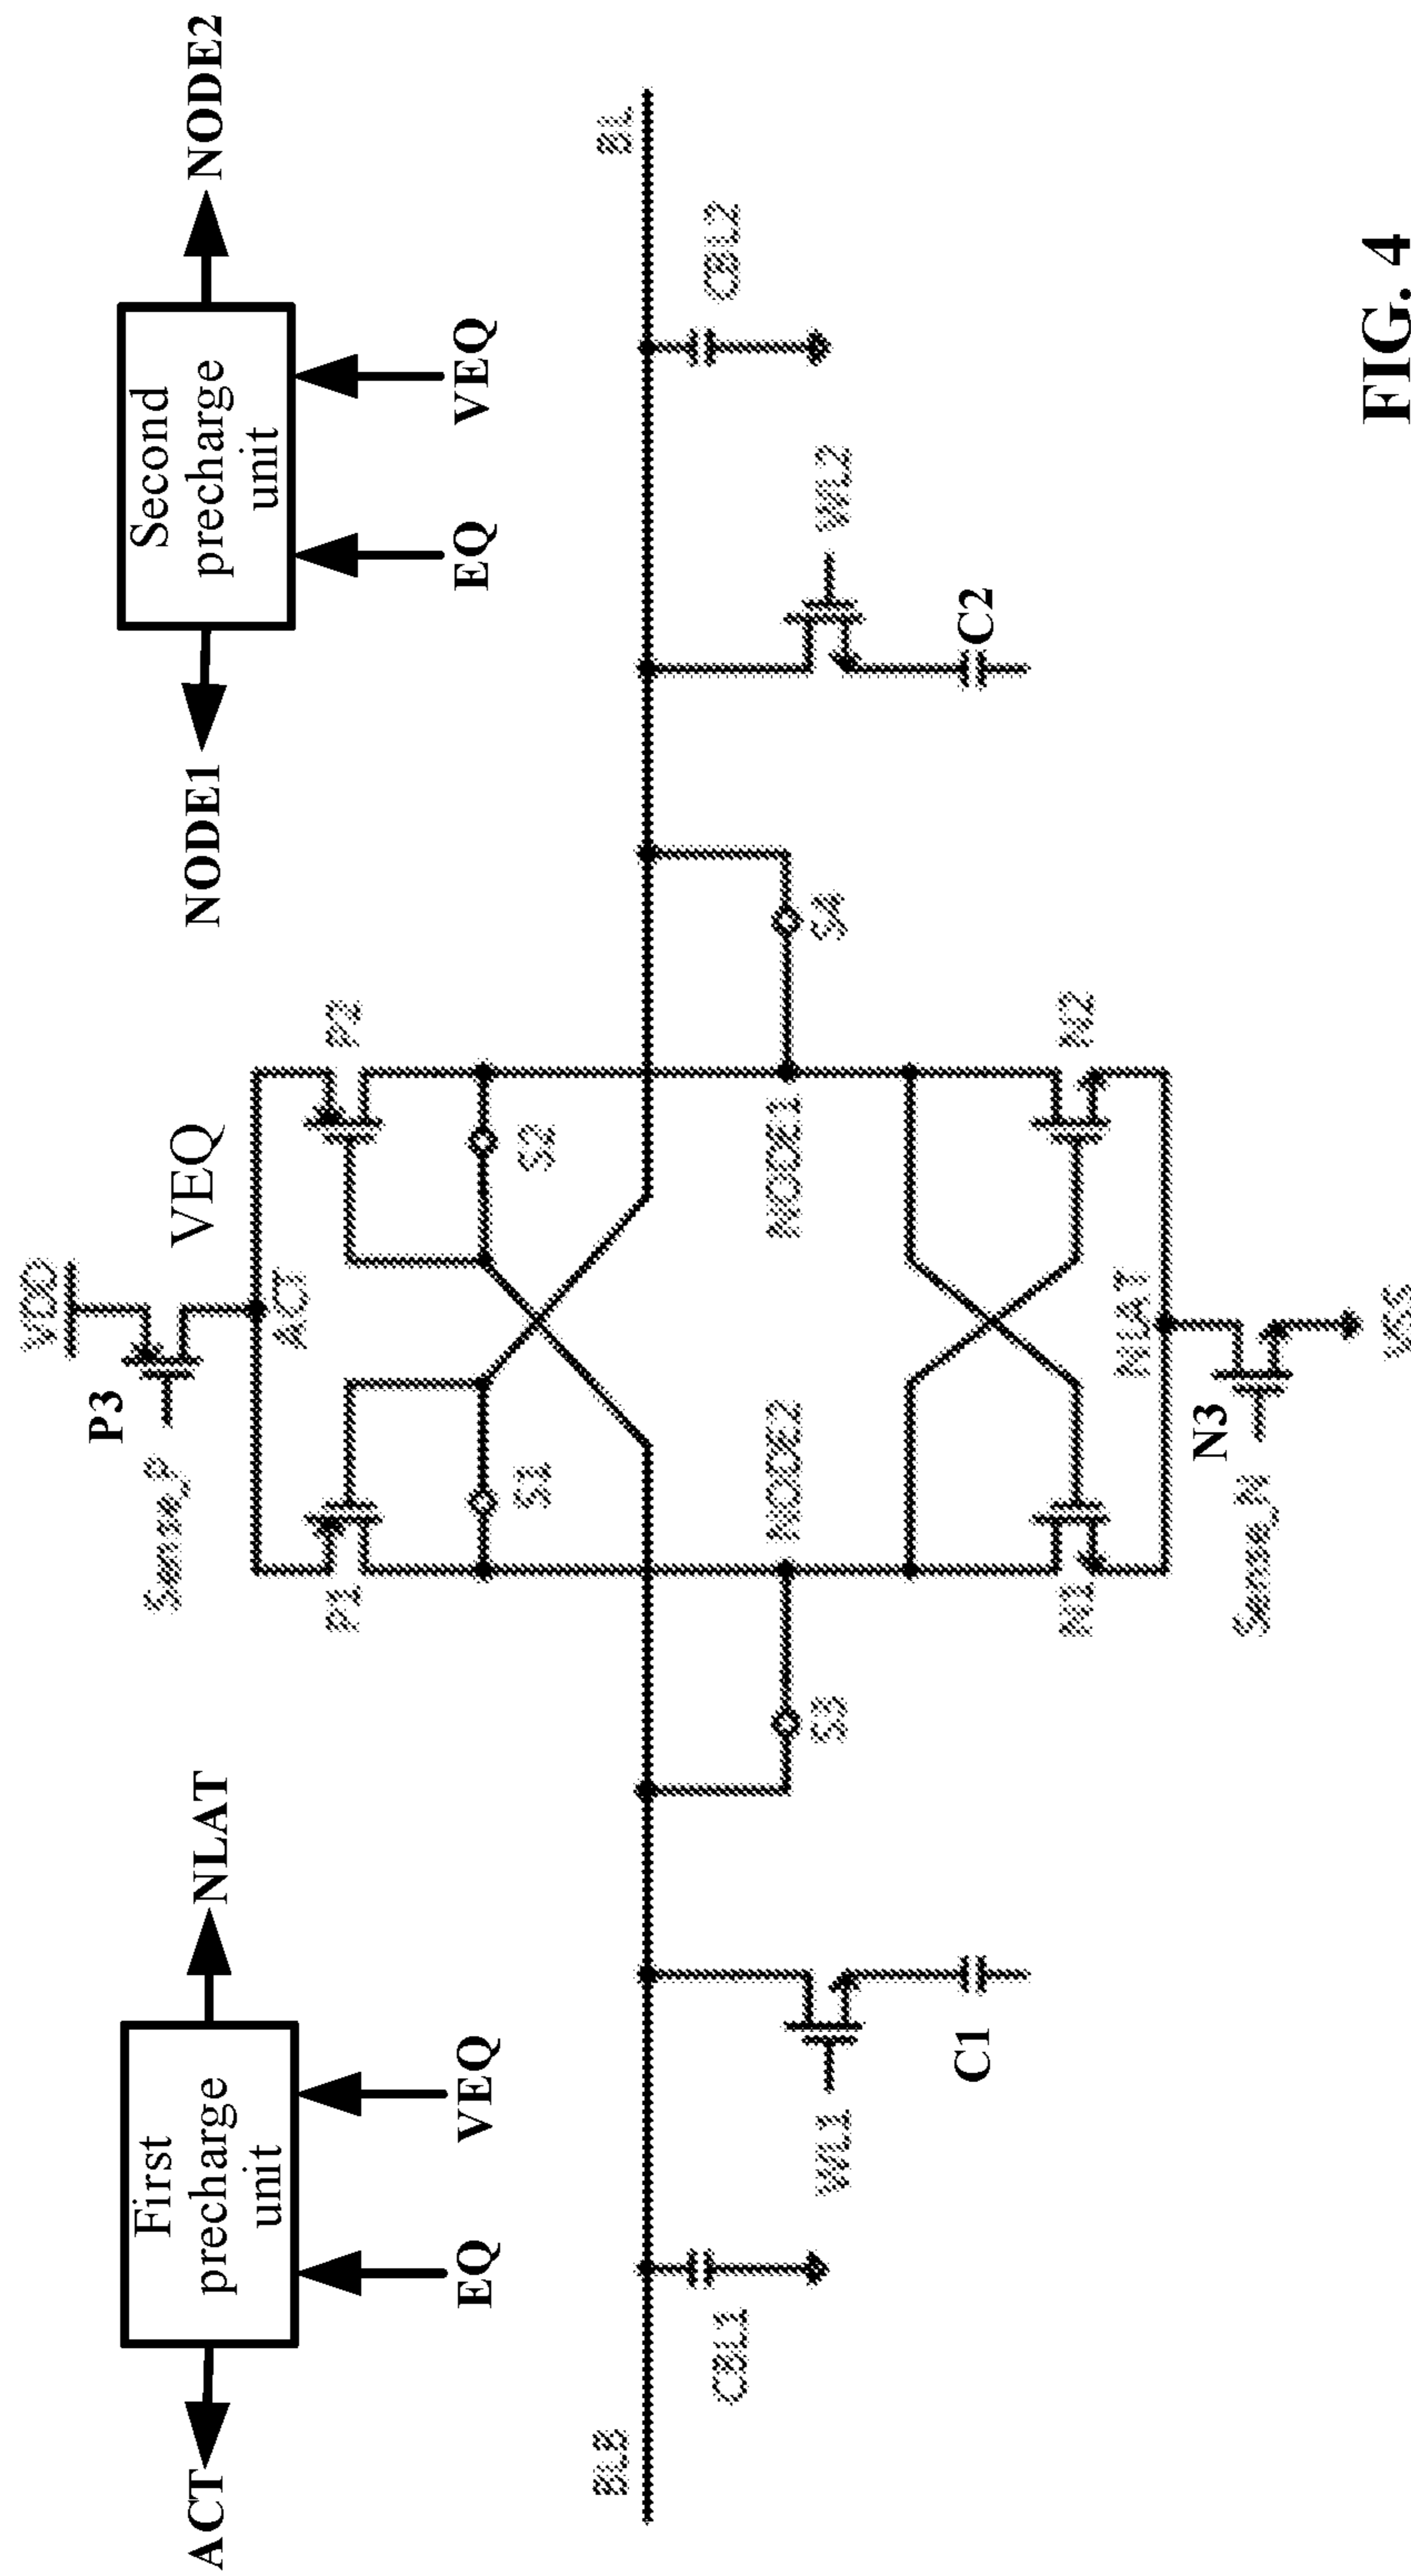 First
precharge
unit
ACT
NLAT
EQ
VEQ
Second
precharge
unit
NODE1
NODE2
EQ
VEQ
VDD
P3
Sense_P
VEQ
ACT
P1
P2
S1
S2
BLB
BL
CBL1
CBL2
WL1
WL2
C1
C2
S3
S4
NODE2
NODE1
N1
N2
NLAT
N3
Sense_N
VSS
FIG. 4